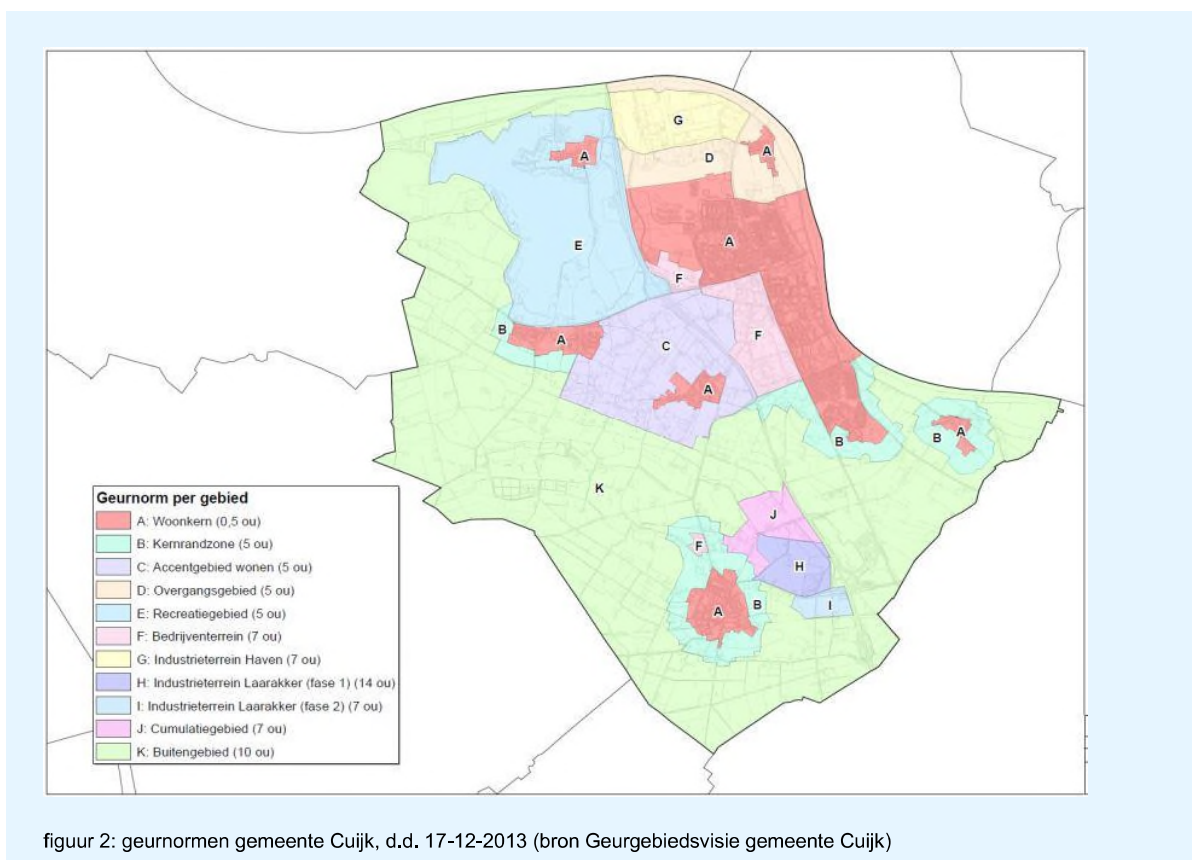 G
A
D
A
A
E
F
B
A
F
C
A
B
B
A
K
J
F
H
A
B
I
Geurnorm per gebied
A: Woonkern (0,5 ou)
B: Kernrandzone (5 ou)
C: Accentgebied wonen (5 ou)
D: Overgangsgebied (5 ou)
E: Recreatiegebied (5 ou)
F: Bedrijventerrein (7 ou)
G: Industrieterrein Haven (7 ou)
H: Industrieterrein Laarakker (fase 1) (14 ou)
I: Industrieterrein Laarakker (fase 2) (7 ou)
J: Cumulatiegebied (7 ou)
K: Buitengebied (10 ou)
figuur 2: geurnormen gemeente Cuijk, d.d. 17-12-2013 (bron Geurgebiedsvisie gemeente Cuijk)